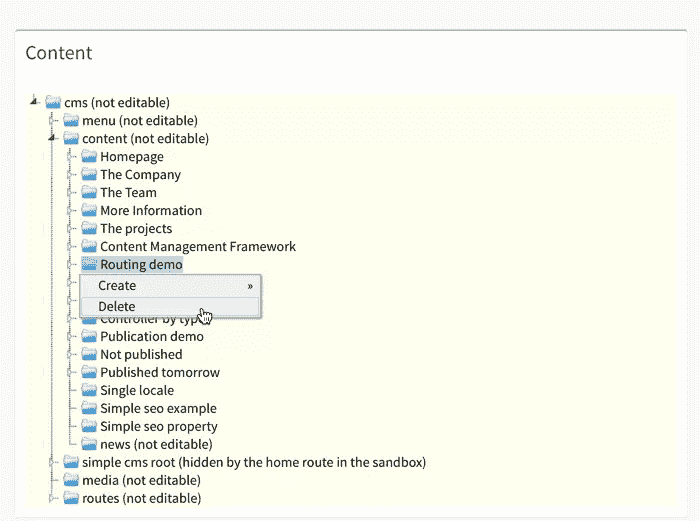 Content
cms (not editable)
menu (not editable)
content (not editable)
Homepage
The Company
The Team
More Information
The projects
Content Management Framework
Routing demo
Create »
Delete
Controller by type
Publication demo
Not published
Published tomorrow
Single locale
Simple seo example
Simple seo property
news (not editable)
simple cms root (hidden by the home route in the sandbox)
media (not editable)
routes (not editable)